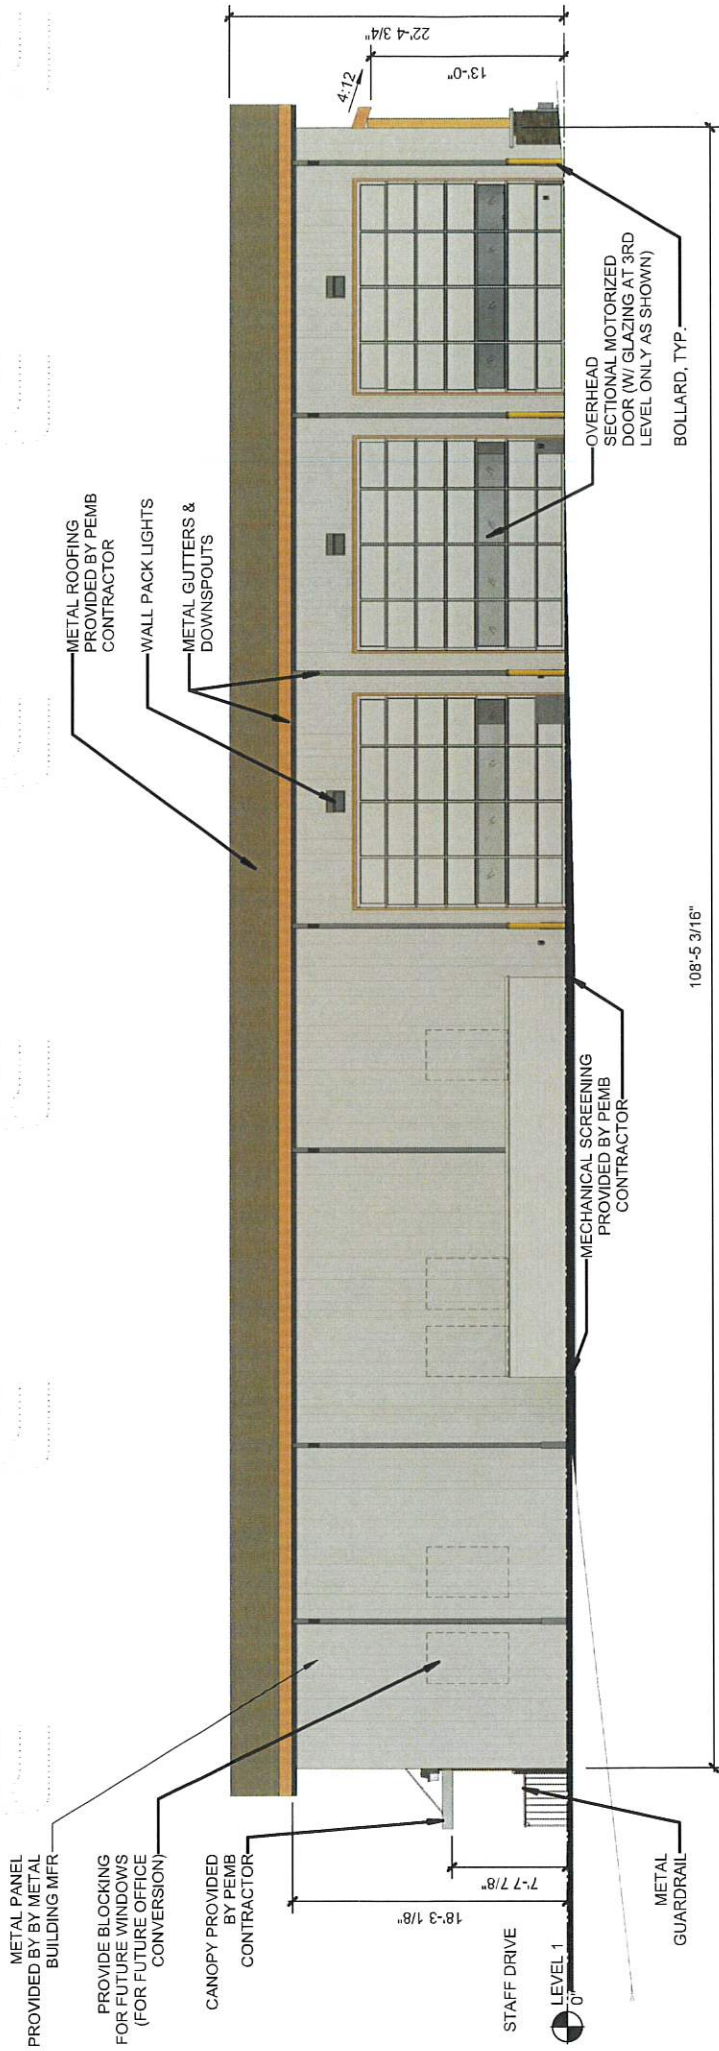 METAL PANEL
PROVIDED BY BY METAL
BUILDING MFR
PROVIDE BLOCKING
FOR FUTURE WINDOWS
(FOR FUTURE OFFICE
CONVERSION)
CANOPY PROVIDED
BY PEMB
CONTRACTOR
18'-3 1/8"
7'-7 7/8"
STAFF DRIVE
LEVEL 1
0"
METAL
GUARDRAIL
METAL ROOFING
PROVIDED BY PEMB
CONTRACTOR
WALL PACK LIGHTS
METAL GUTTERS &
DOWNSPOUTS
MECHANICAL SCREENING
PROVIDED BY PEMB
CONTRACTOR
108'-5 3/16"
OVERHEAD
SECTIONAL MOTORIZED
DOOR (W/ GLAZING AT 3RD
LEVEL ONLY AS SHOWN)
BOLLARD, TYP.
4:12
22'-4 3/4"
13'-0"